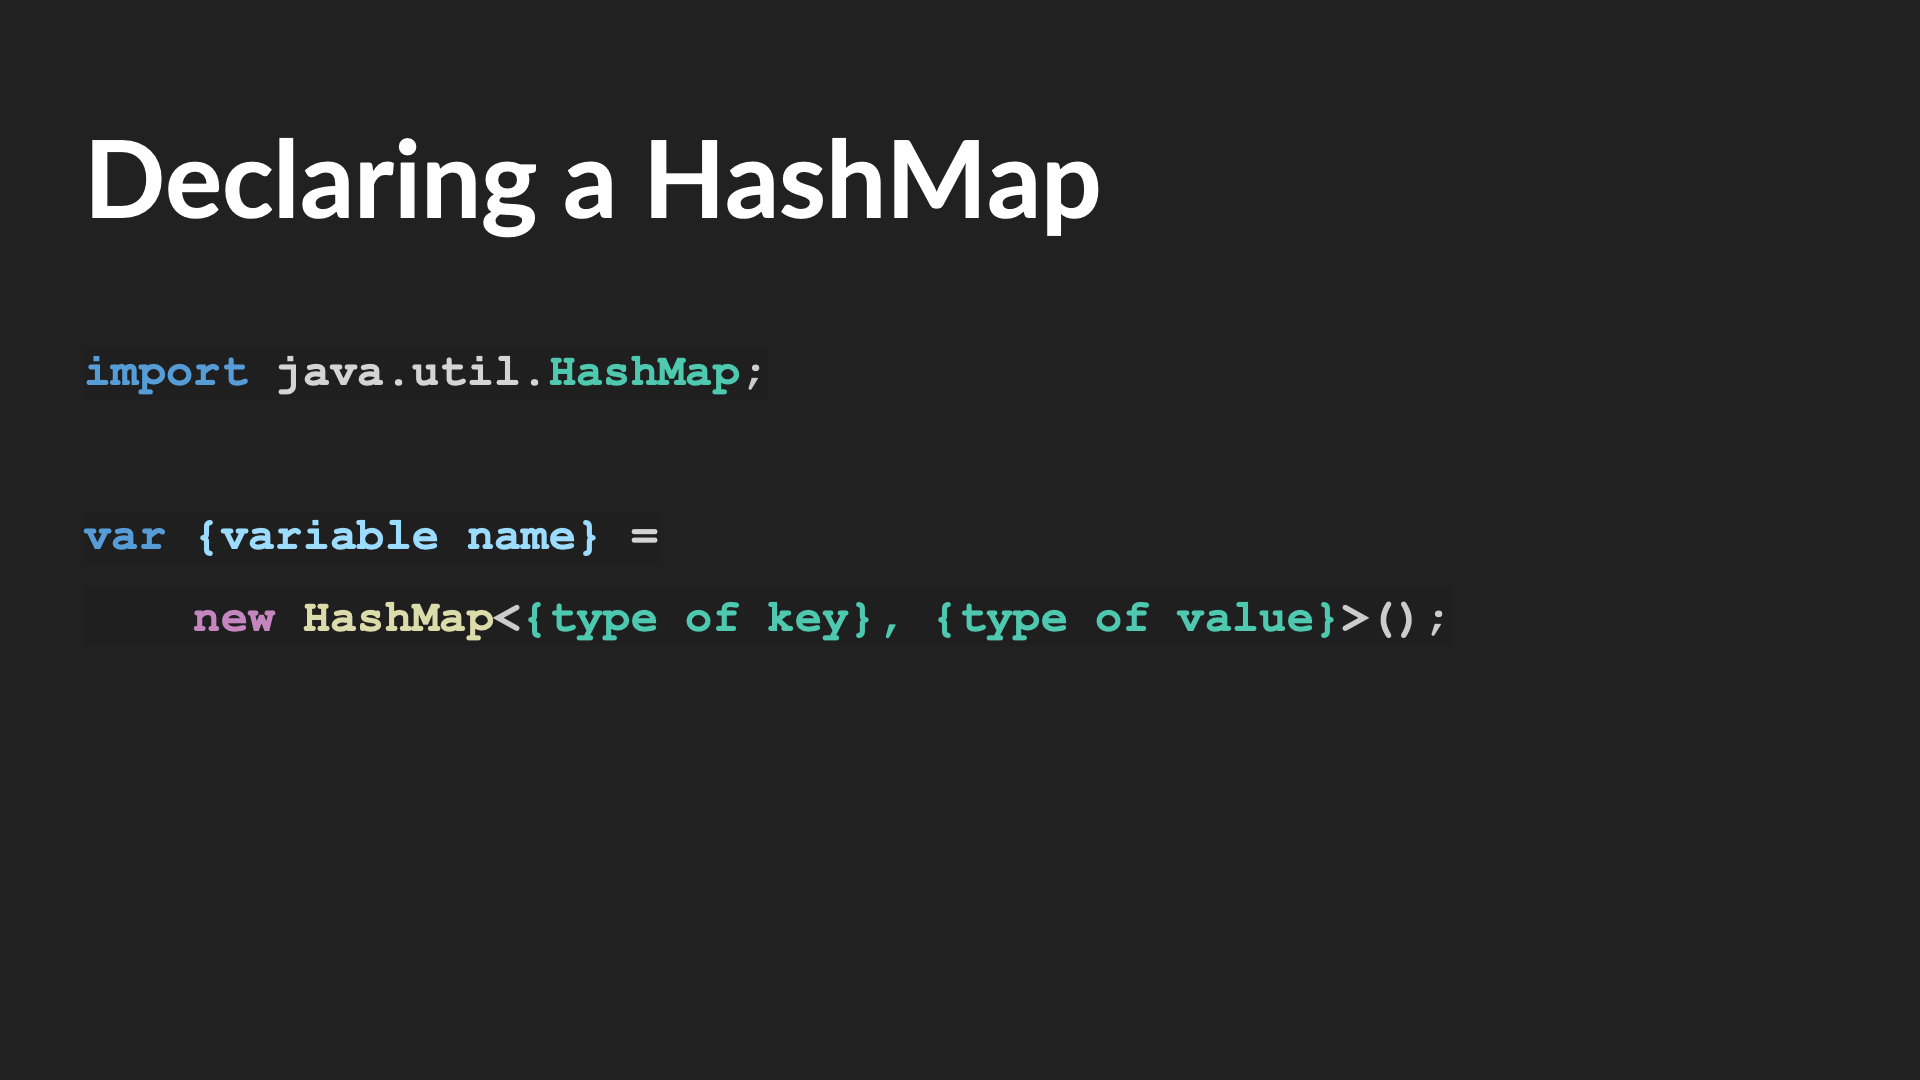 Declaring a HashMap
import java.util.HashMap;
var {variable name} =
new HashMap<{type of key}, {type of value}>();